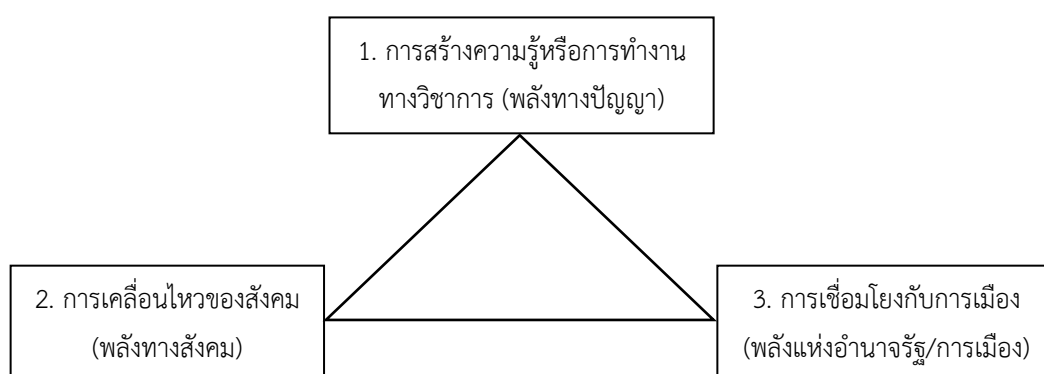 1. การสร้างความรู้หรือการทำงาน
ทางวิชาการ (พลังทางปัญญา)
2. การเคลื่อนไหวของสังคม
(พลังทางสังคม)
3. การเชื่อมโยงกับการเมือง
(พลังแห่งอำนาจรัฐ/การเมือง)